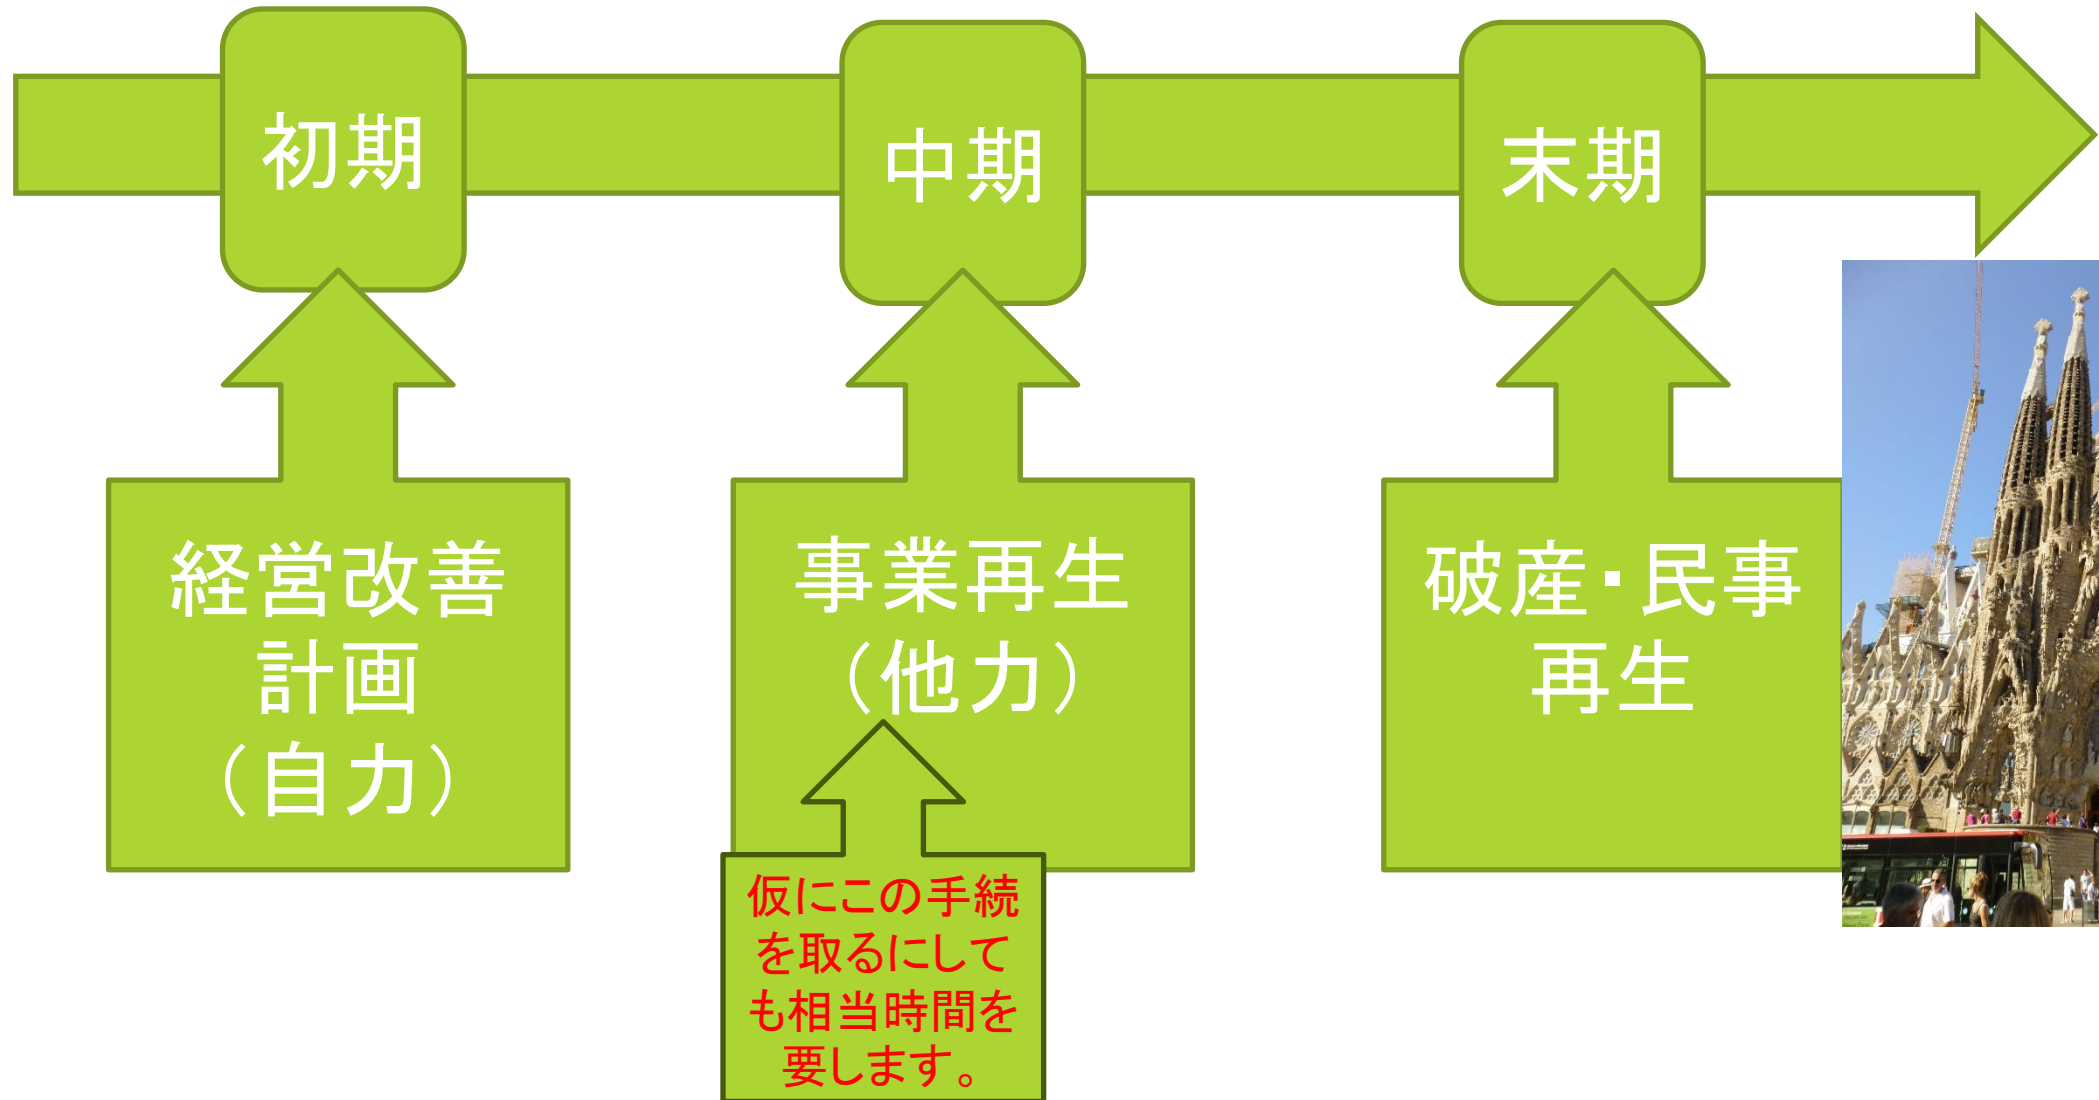 初期
中期
末期
経営改善
計画
（自力）
事業再生
（他力）
破産・民事
再生
仮にこの手続
を取るにして
も相当時間を
要します。